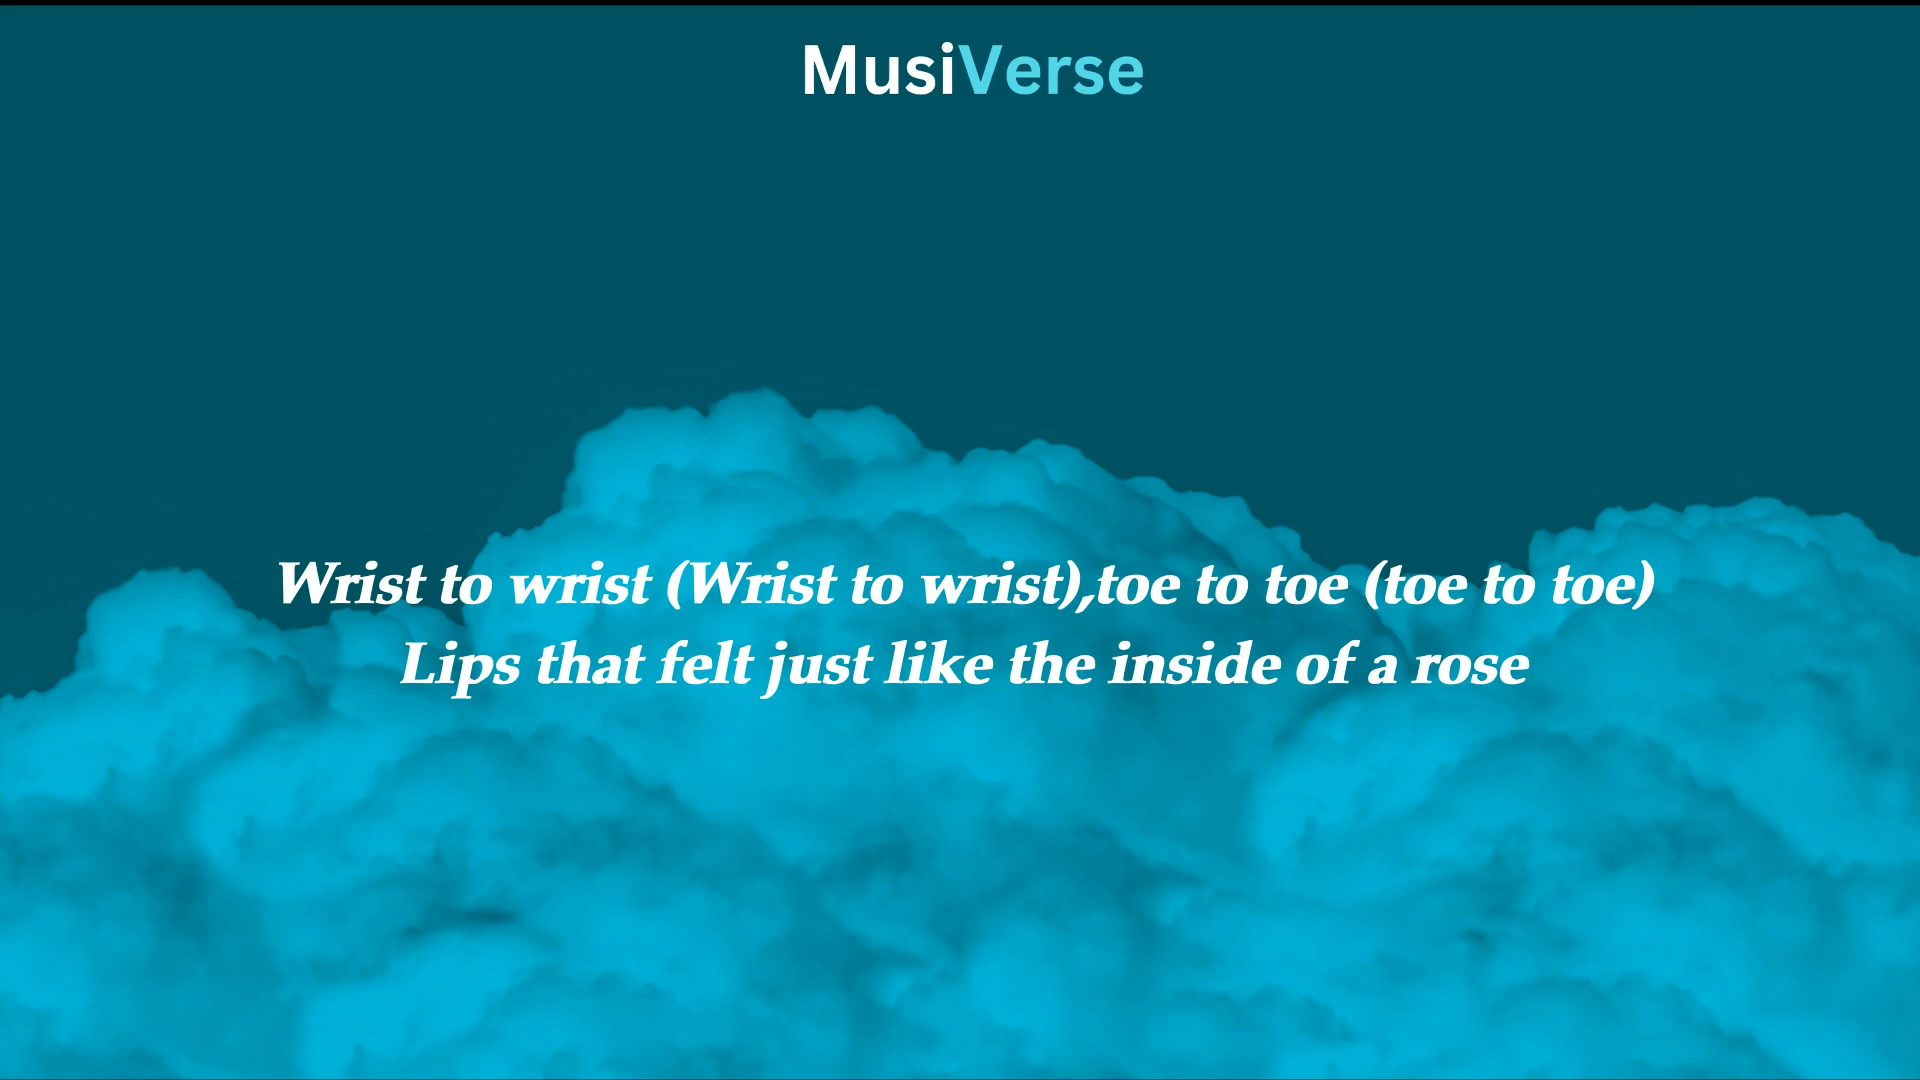 MusiVerse
Wrist to wrist (Wrist to wrist),toe to toe (toe to toe)
Lips that felt just like the inside of a rose